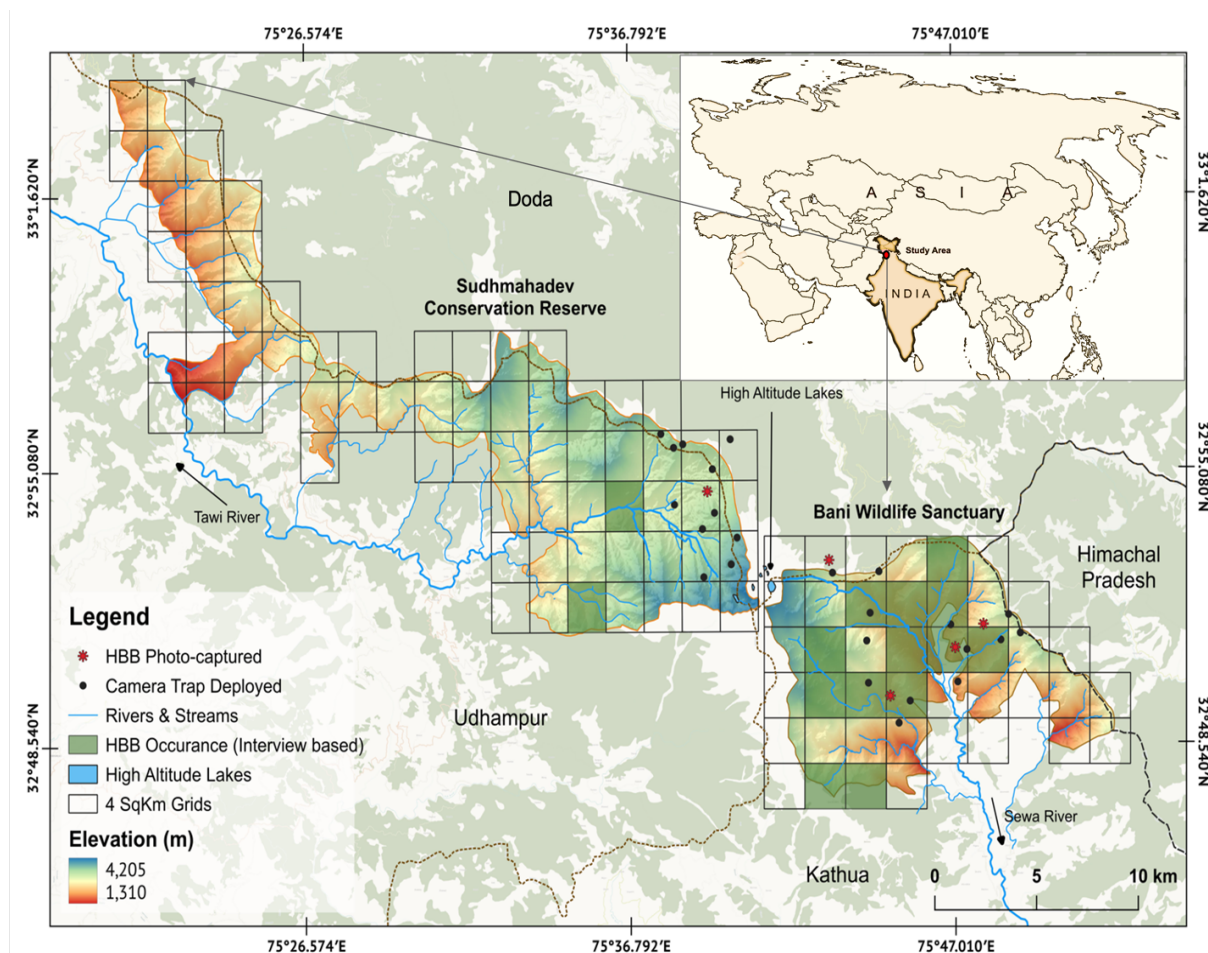 75°26.574′E
75°36.792′E
75°47.010′E
33°1.620′N
33°1.620′N
A S I A
Doda
Study Area
INDIA
Sudhmahadev
Conservation Reserve
High Altitude Lakes
32°55.080′N
32°55.080′N
Tawi River
Bani Wildlife Sanctuary
Himachal
Pradesh
Legend
HBB Photo-captured
Camera Trap Deployed
Rivers & Streams
HBB Occurance (Interview based)
High Altitude Lakes
4 SqKm Grids
Elevation (m)
4,205
1,310
Udhampur
32°48.540′N
32°48.540′N
Sewa River
Kathua
0 5 10 km
75°26.574′E
75°36.792′E
75°47.010′E